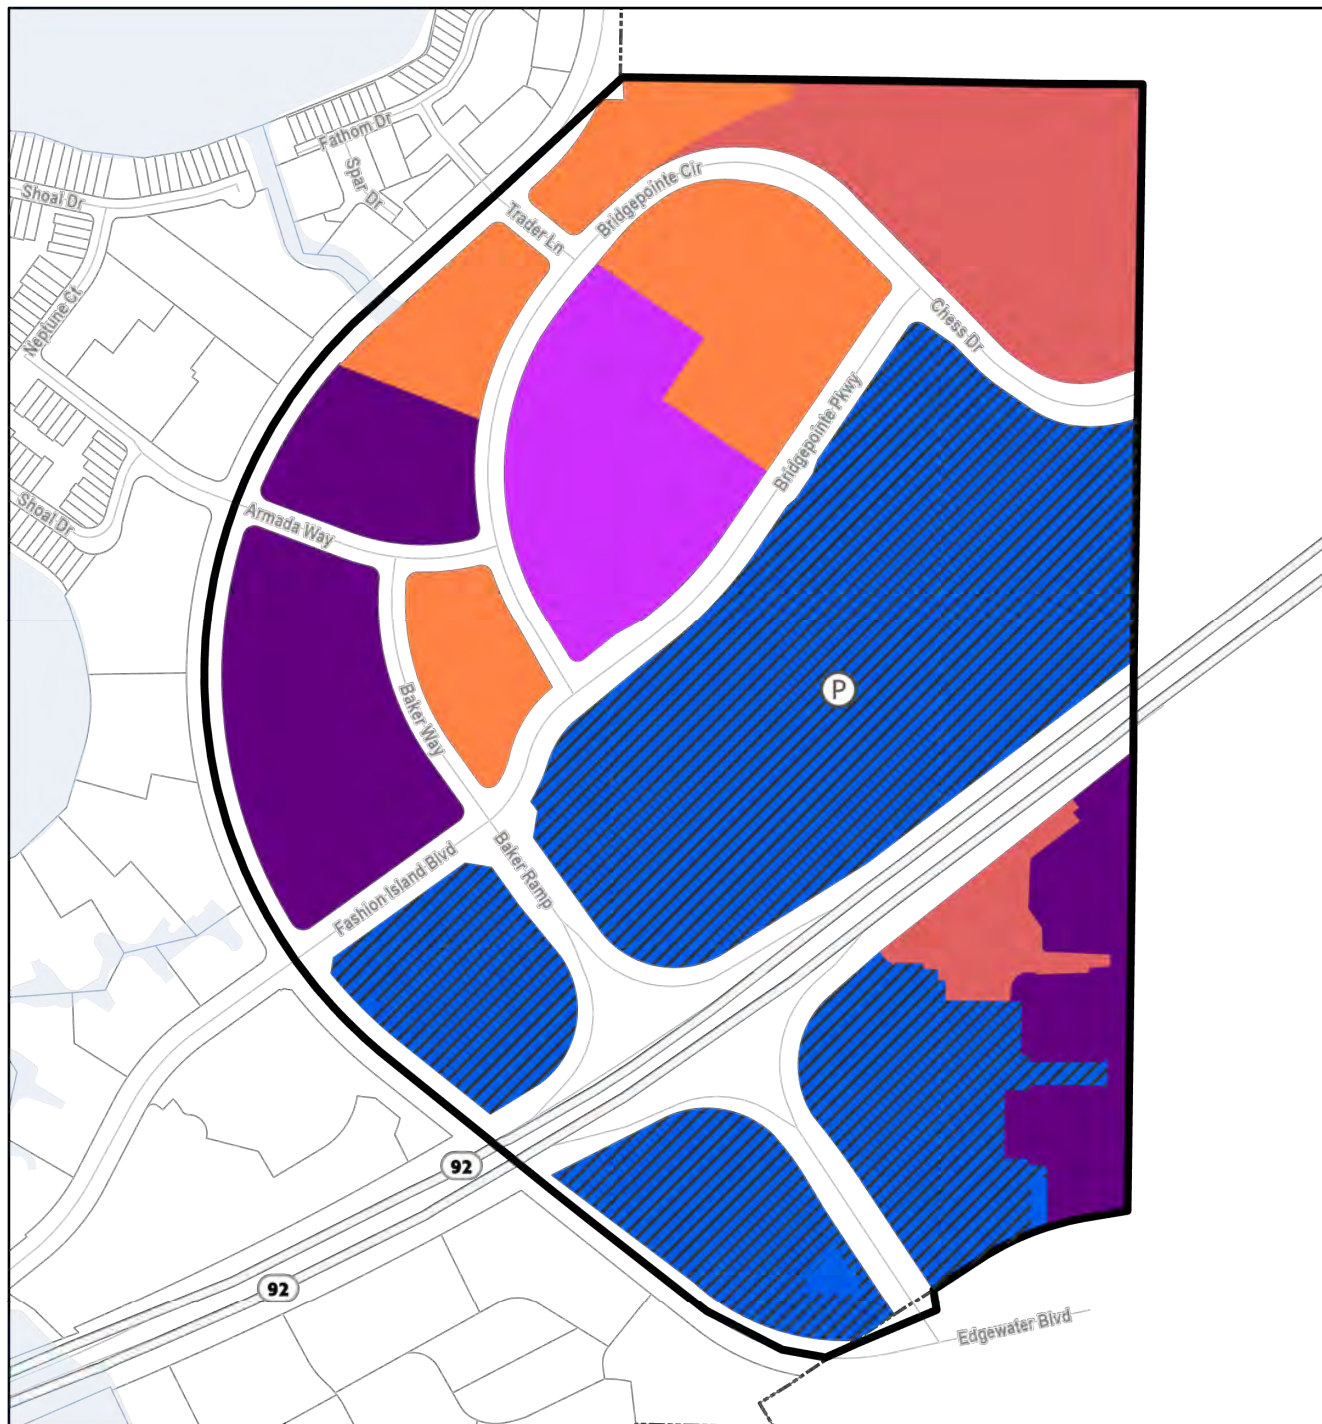 Fathom Dr
Spar Dr
Shoal Dr
Trader Ln
Bridgepointe Cir
Neptune Ct
Chess Dr
Bridgepointe Pkwy
Shoal Dr
Armada Way
P
Baker Way
Baker Ramp
Fashion Island Blvd
92
92
Edgewater Blvd